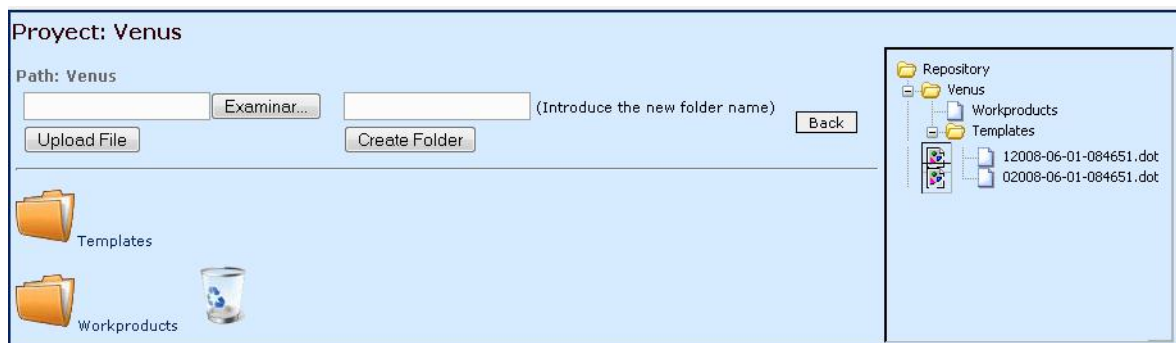 Proyect: Venus
Path: Venus
Examinar...
(Introduce the new folder name)
Upload File
Create Folder
Back
Templates
Workproducts
Repository
Venus
Workproducts
Templates
12008-06-01-084651.dot
02008-06-01-084651.dot